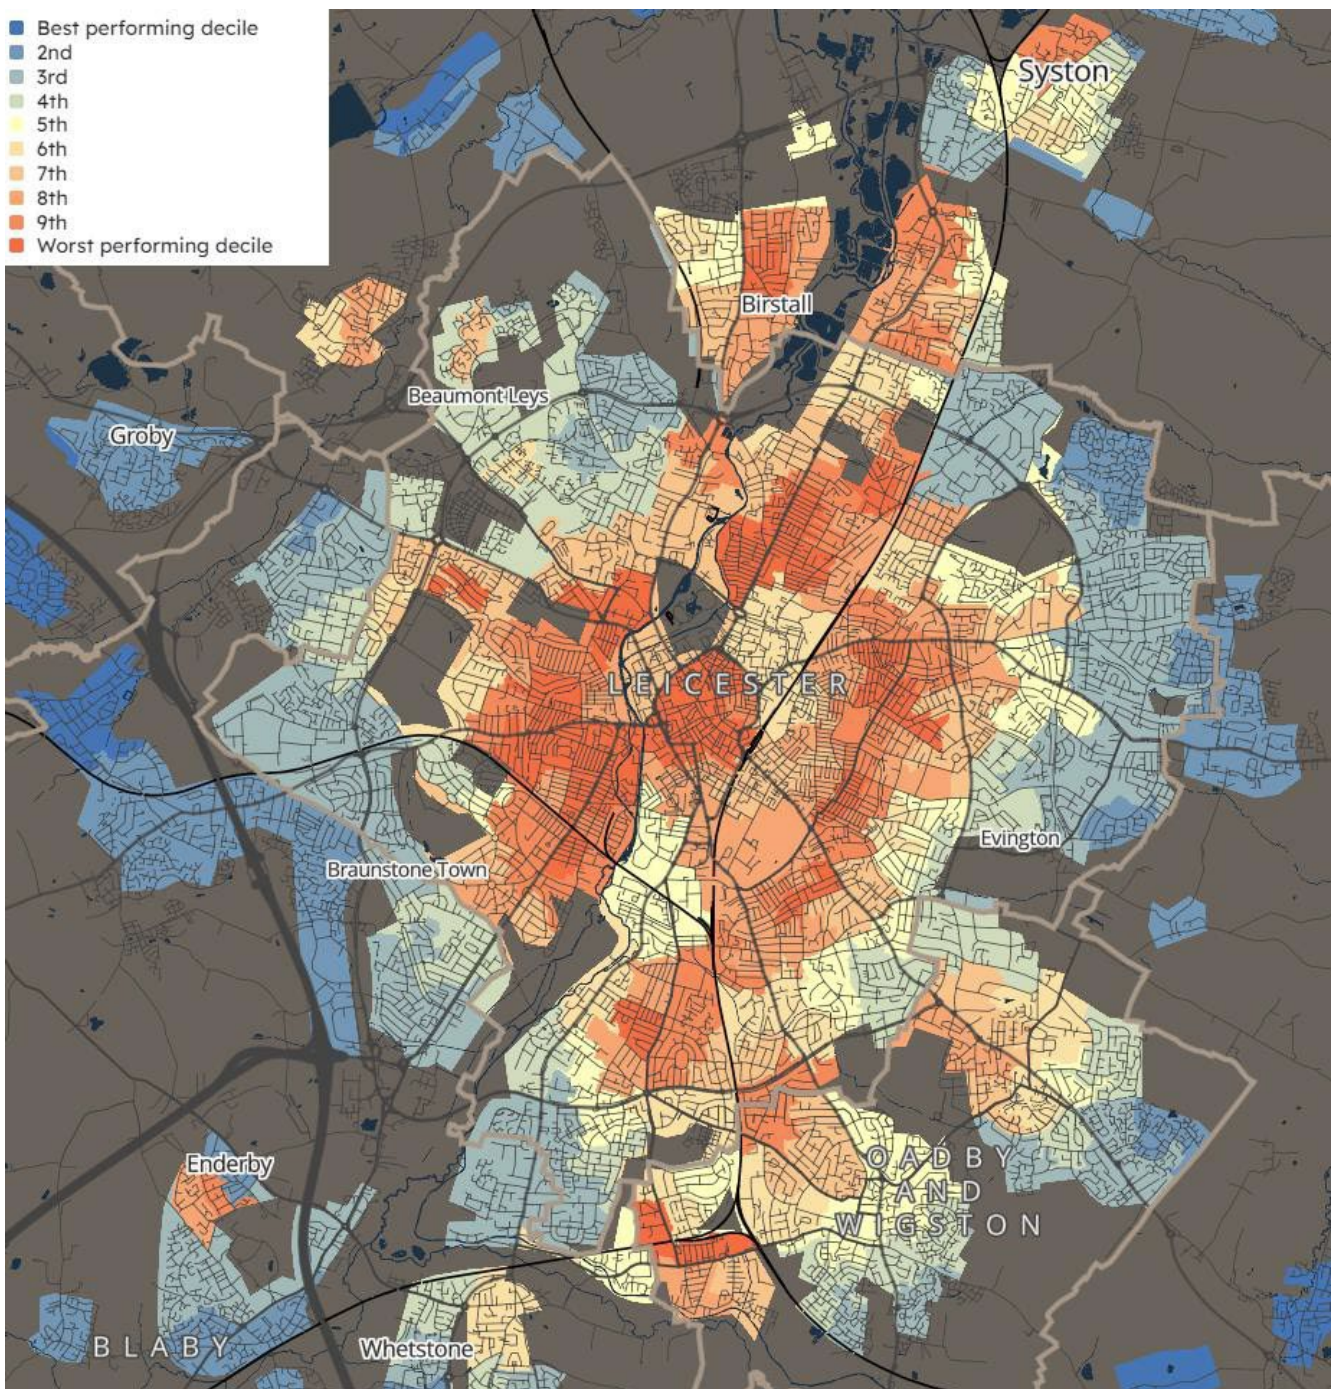 Best performing decile
2nd
3rd
4th
5th
6th
7th
8th
9th
Worst performing decile
Syston
Birstall
Beaumont Leys
Groby
LEICESTER
Evington
Braunstone Town
Enderby
OADBY
AND
WIGSTON
BLABY
Whetstone